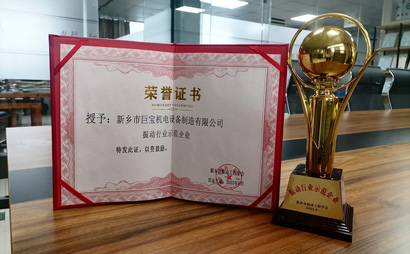 荣誉证书
授予：新乡市巨宝机电设备制造有限公司
振动行业示范企业
特发此证，以资鼓励。
振动行业示范企业